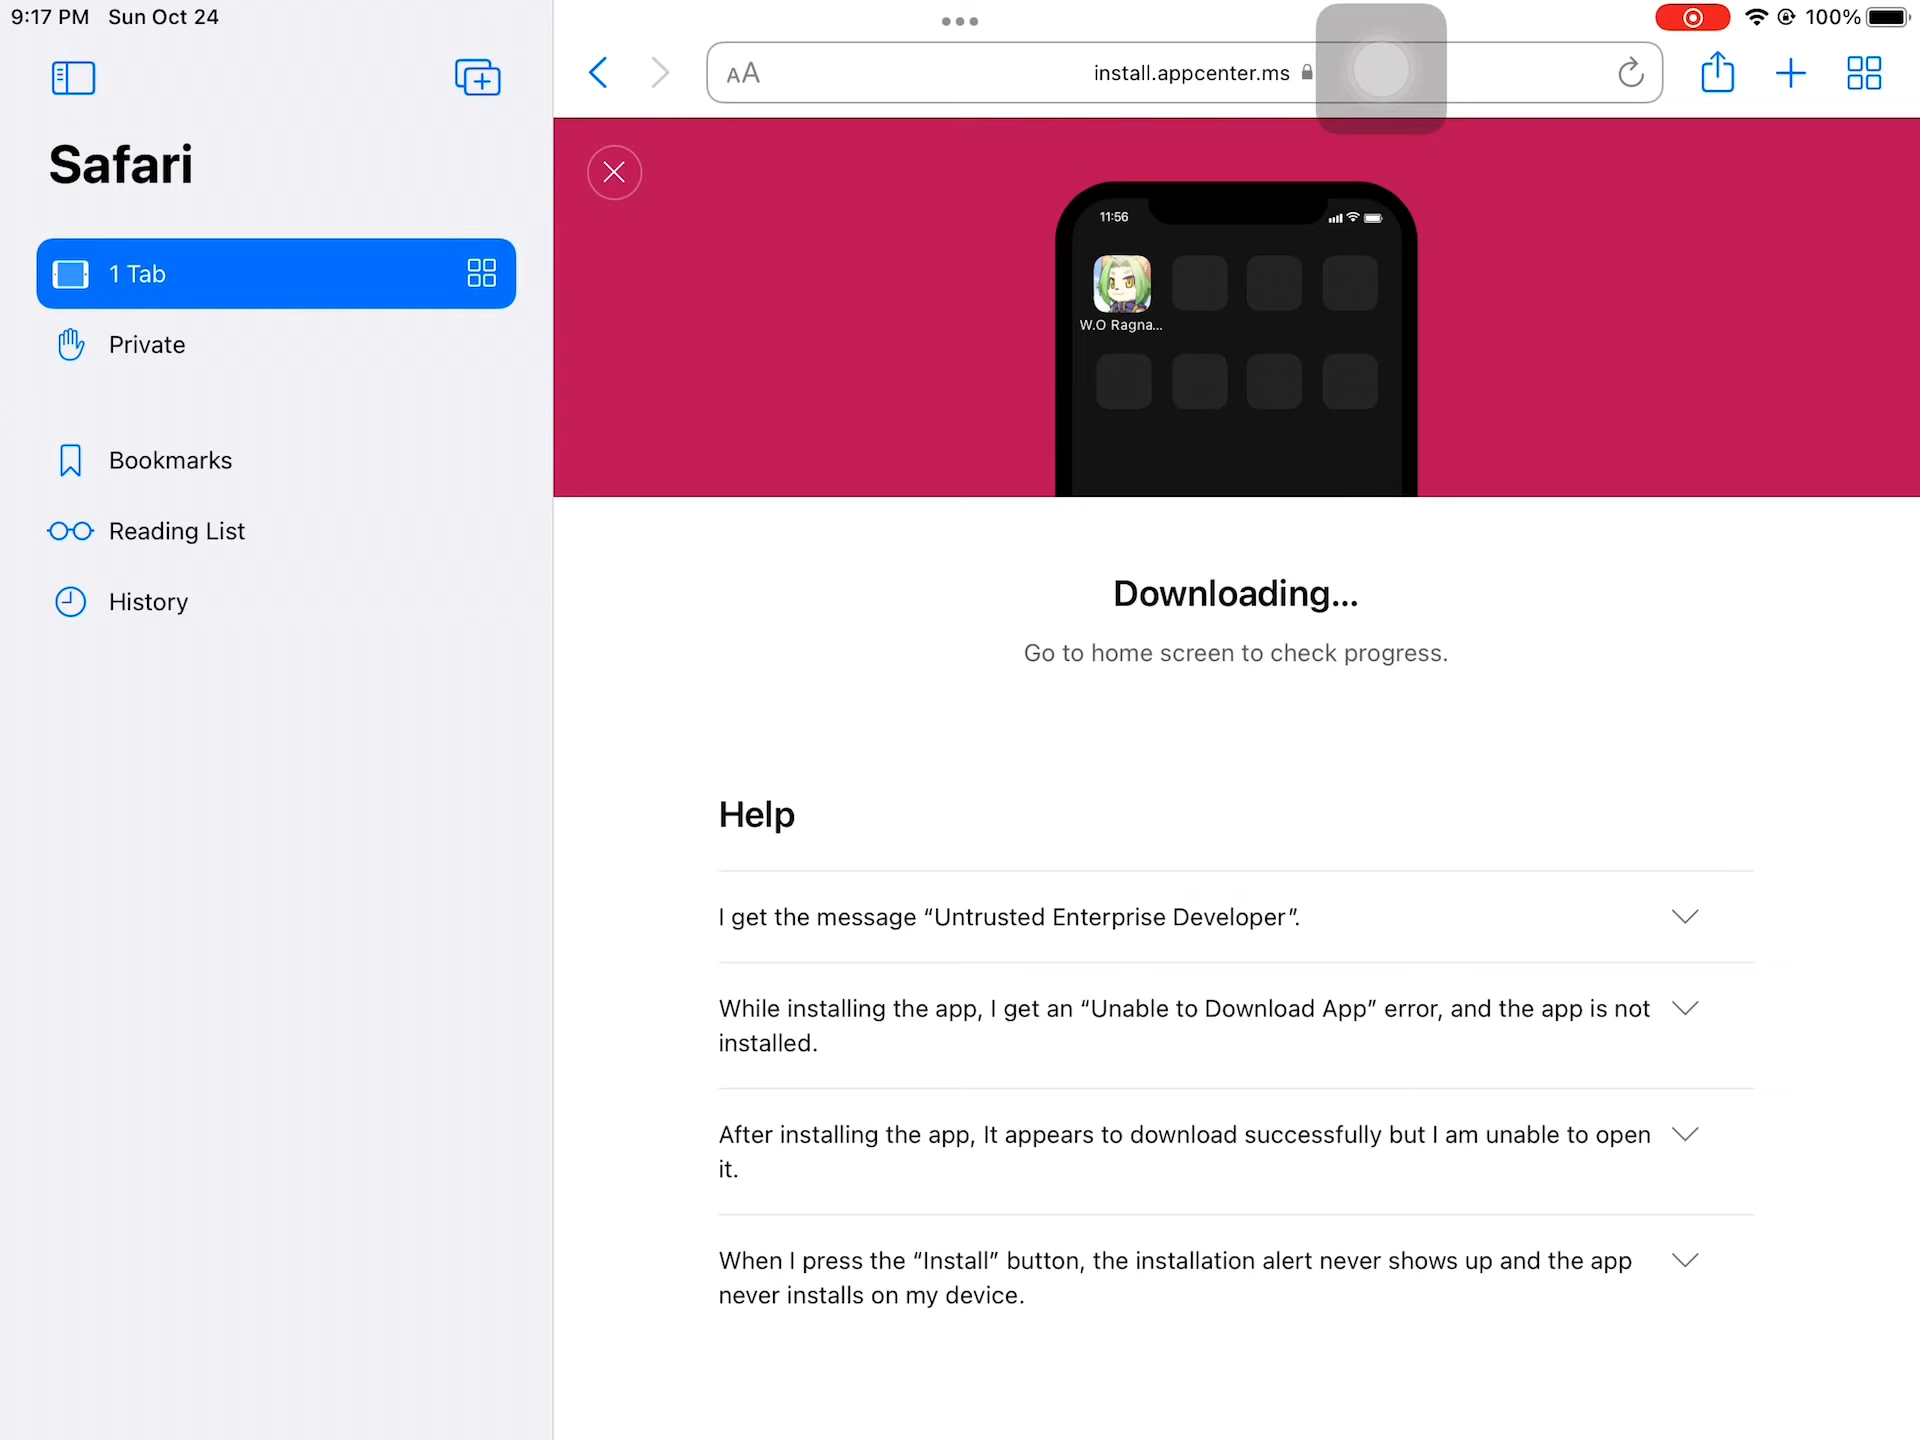 9:17 PM Sun Oct 24
100%
Safari
1 Tab
Private
Bookmarks
Reading List
History
AA
install.appcenter.ms
11:56
W.O Ragna...
Downloading...
Go to home screen to check progress.
Help
I get the message “Untrusted Enterprise Developer”.
While installing the app, I get an “Unable to Download App” error, and the app is not
installed.
After installing the app, It appears to download successfully but I am unable to open
it.
When I press the “Install” button, the installation alert never shows up and the app
never installs on my device.